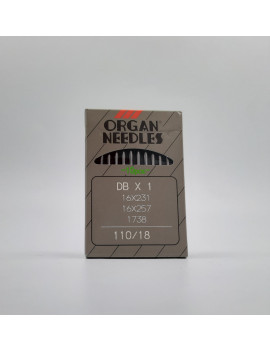 ORGAN
NEEDLES
DB X 1
16X231
16X257
1738
110/18